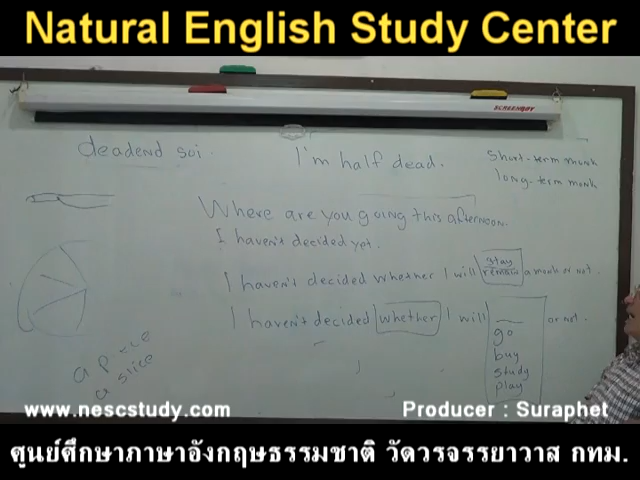 Natural English Study Center
SCREENBOY
deadEND soi.
I'm half dead.
short-term monk
long-term monk
Where are you going this afternoon.
I haven't decided yet.
I haven't decided whether I will stay remain a monk or not.
I haven't decided whether I will __ or not.
go
buy
study
play
a piece
a slice
www.nescstudy.com
Producer : Suraphet
ศูนย์ศึกษาภาษาอังกฤษธรรมชาติ วัดวรจรรยาวาส กทม.